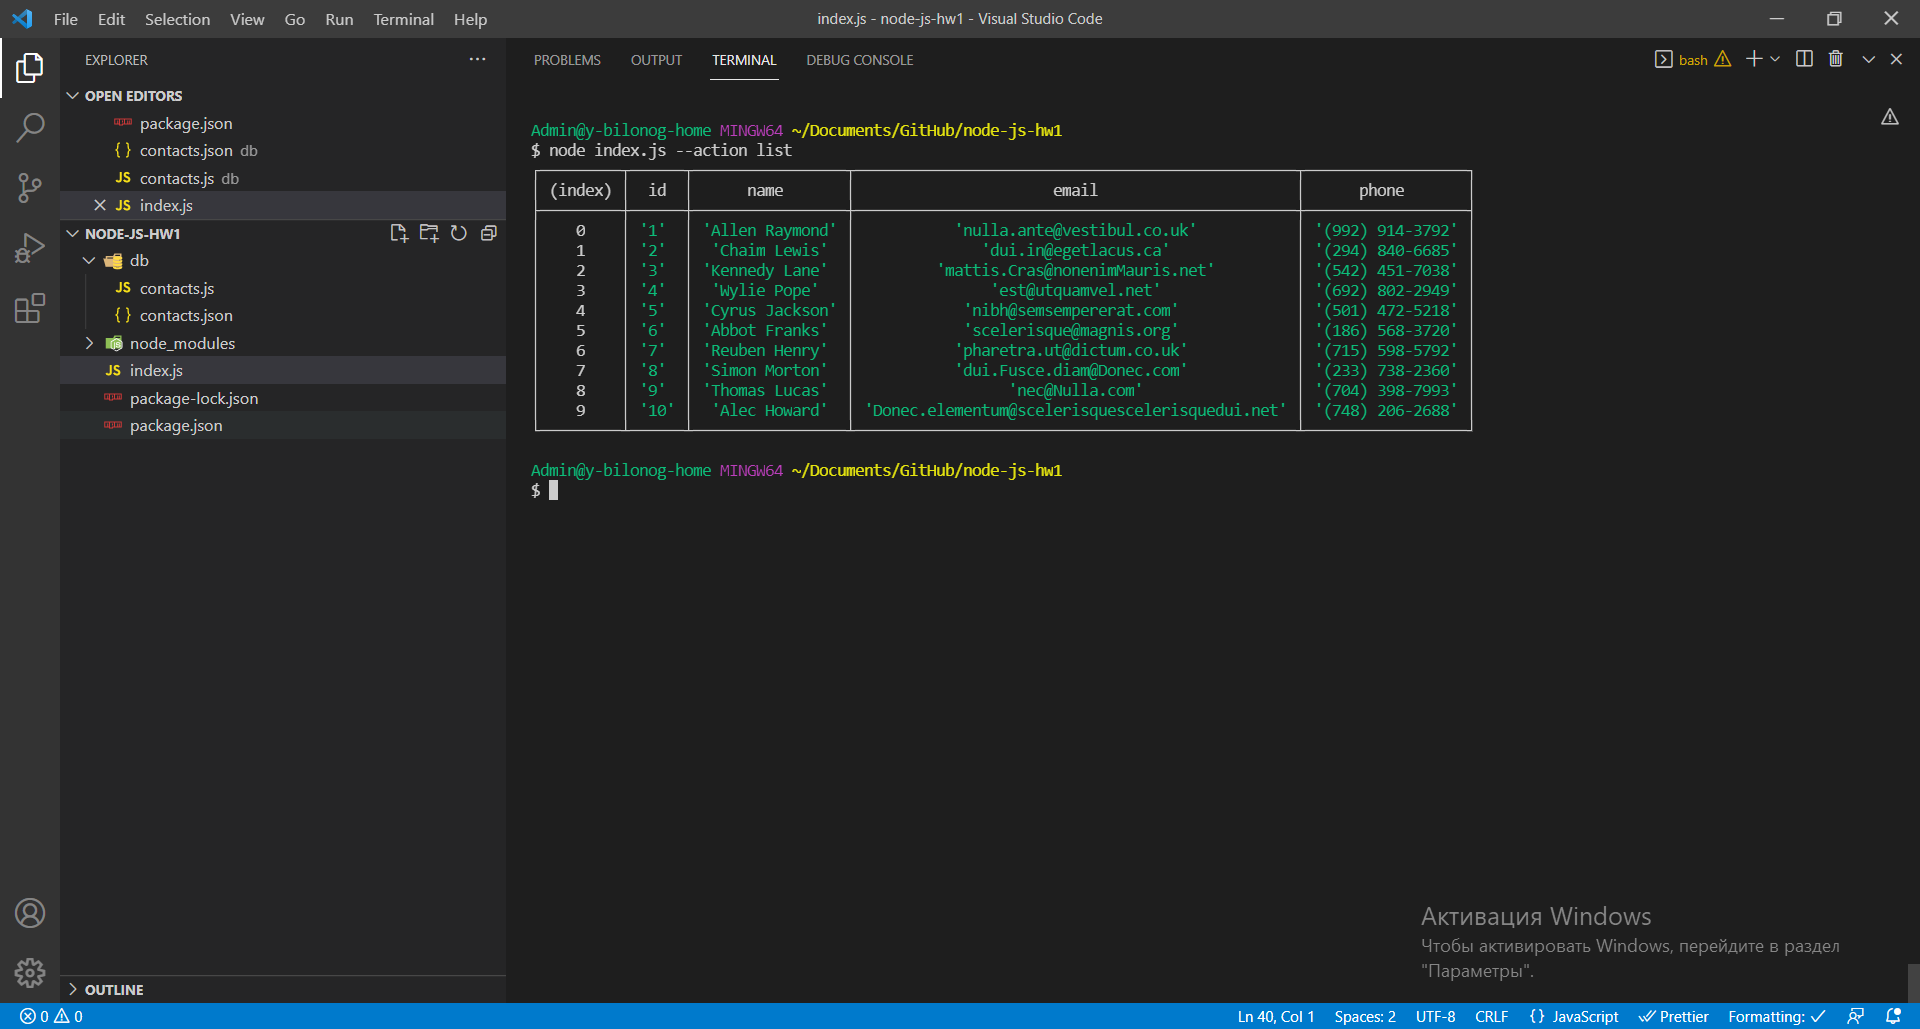 File Edit Selection View Go Run Terminal Help
index.js - node-js-hw1 - Visual Studio Code
EXPLORER
OPEN EDITORS
package.json
{} contacts.json db
JS contacts.js db
JS index.js
NODE-JS-HW1
db
JS contacts.js
{} contacts.json
node_modules
JS index.js
package-lock.json
package.json
OUTLINE
PROBLEMS OUTPUT TERMINAL DEBUG CONSOLE
bash
Admin@y-bilonog-home MINGW64 ~/Documents/GitHub/node-js-hw1
$ node index.js --action list
(index) id name email phone
0 '1' 'Allen Raymond' 'nulla.ante@vestibul.co.uk' '(992) 914-3792'
1 '2' 'Chaim Lewis' 'dui.in@egetlacus.ca' '(294) 840-6685'
2 '3' 'Kennedy Lane' 'mattis.Cras@nonenimMauris.net' '(542) 451-7038'
3 '4' 'Wylie Pope' 'est@utquamvel.net' '(692) 802-2949'
4 '5' 'Cyrus Jackson' 'nibh@semsempererat.com' '(501) 472-5218'
5 '6' 'Abbot Franks' 'scelerisque@magnis.org' '(186) 568-3720'
6 '7' 'Reuben Henry' 'pharetra.ut@dictum.co.uk' '(715) 598-5792'
7 '8' 'Simon Morton' 'dui.Fusce.diam@Donec.com' '(233) 738-2360'
8 '9' 'Thomas Lucas' 'nec@Nulla.com' '(704) 398-7993'
9 '10' 'Alec Howard' 'Donec.elementum@scelerisquescelerisquedui.net' '(748) 206-2688'
Admin@y-bilonog-home MINGW64 ~/Documents/GitHub/node-js-hw1
$
Активация Windows
Чтобы активировать Windows, перейдите в раздел
"Параметры".
0 0
Ln 40, Col 1 Spaces: 2 UTF-8 CRLF {} JavaScript Prettier Formatting: